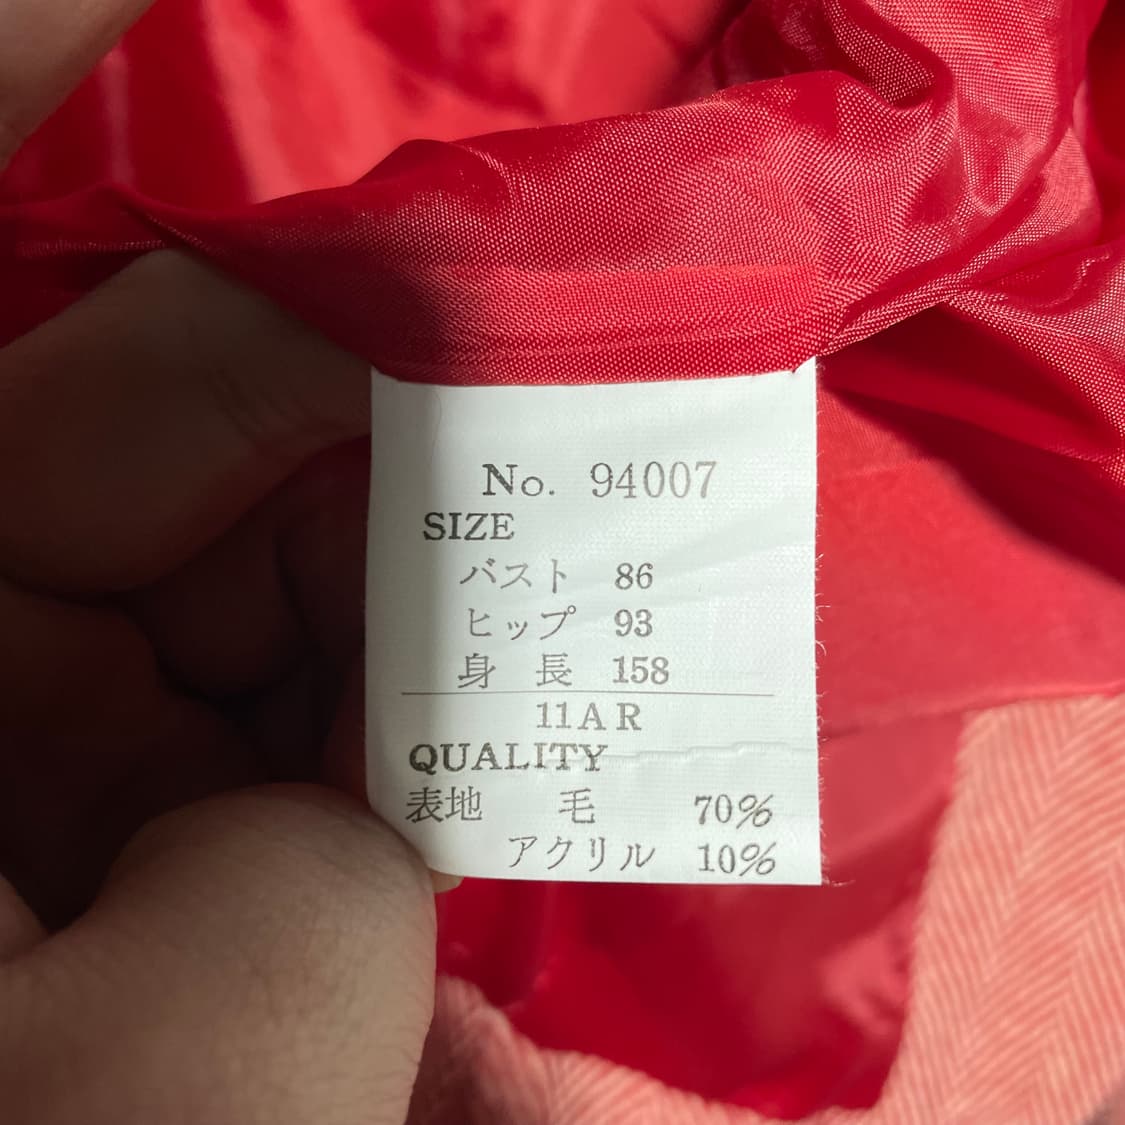 No. 94007
SIZE
バスト 86
ヒップ 93
身 長 158
11AR
QUALITY
表地 毛 70%
アクリル 10%